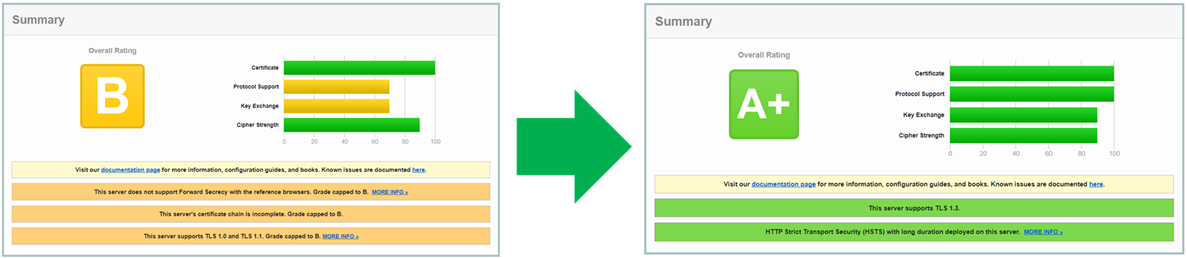 Summary
Overall Rating
B
Certificate
Protocol Support
Key Exchange
Cipher Strength
0 20 40 60 80 100
Visit our documentation page for more information, configuration guides, and books. Known issues are documented here.
This server does not support Forward Secrecy with the reference browsers. Grade capped to B. MORE INFO »
This server's certificate chain is incomplete. Grade capped to B.
This server supports TLS 1.0 and TLS 1.1. Grade capped to B. MORE INFO »
Summary
Overall Rating
A+
Certificate
Protocol Support
Key Exchange
Cipher Strength
0 20 40 60 80 100
Visit our documentation page for more information, configuration guides, and books. Known issues are documented here.
This server supports TLS 1.3.
HTTP Strict Transport Security (HSTS) with long duration deployed on this server. MORE INFO »